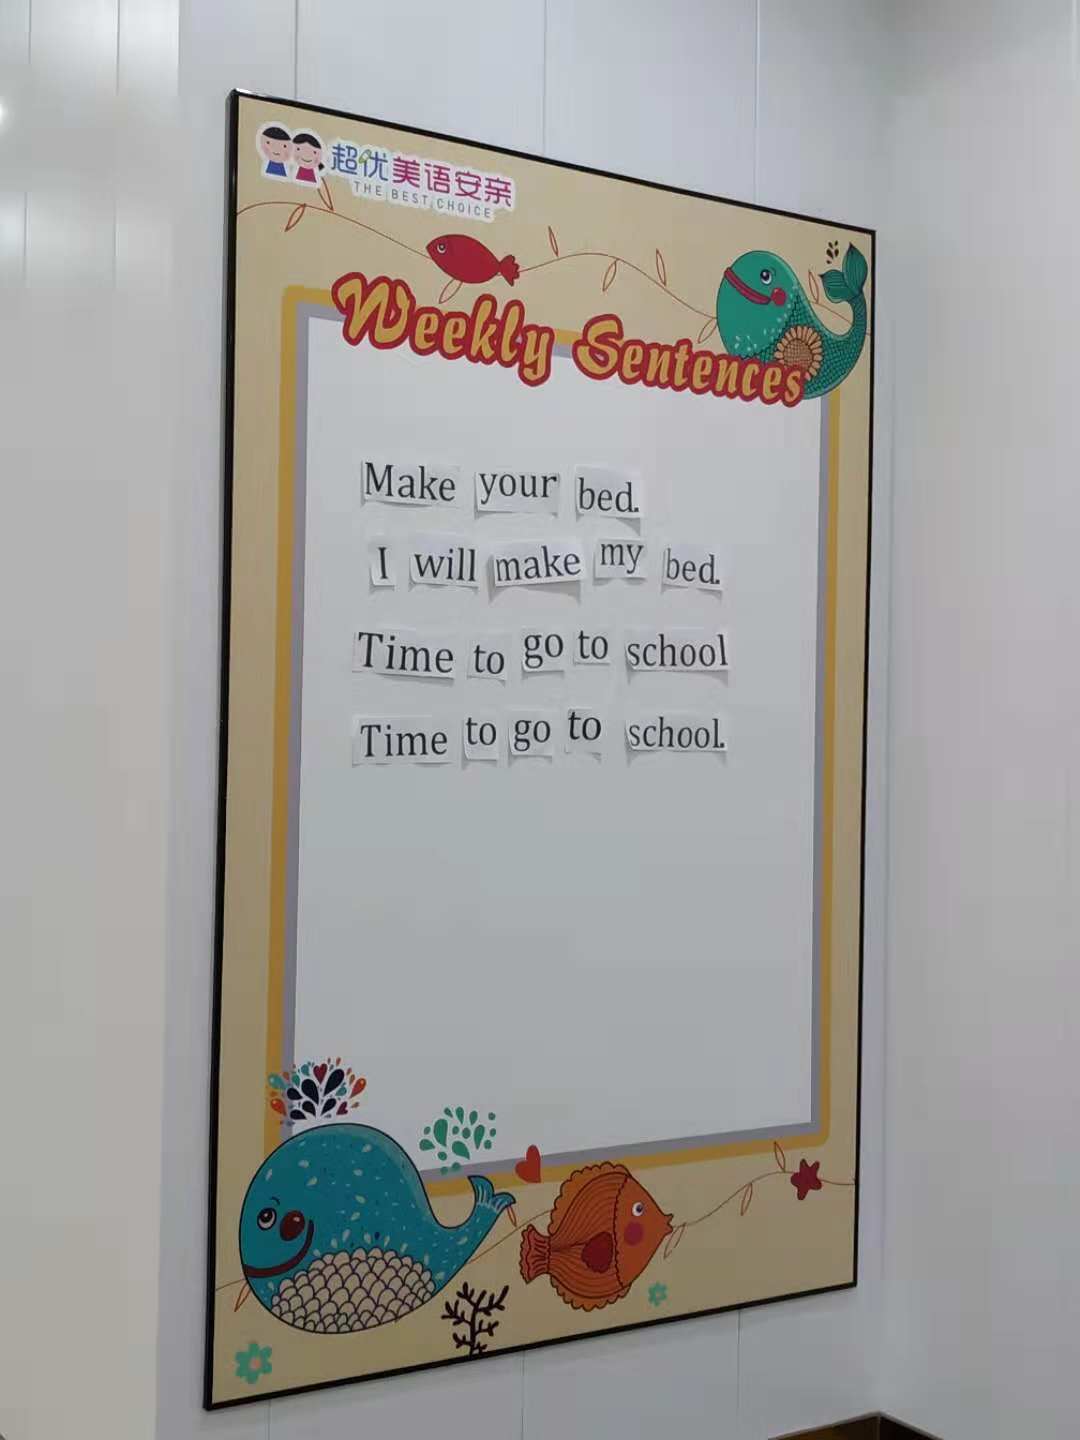 超优美语安亲
THE BEST CHOICE
Weekly Sentences
Make your bed.
I will make my bed.
Time to go to school
Time to go to school.